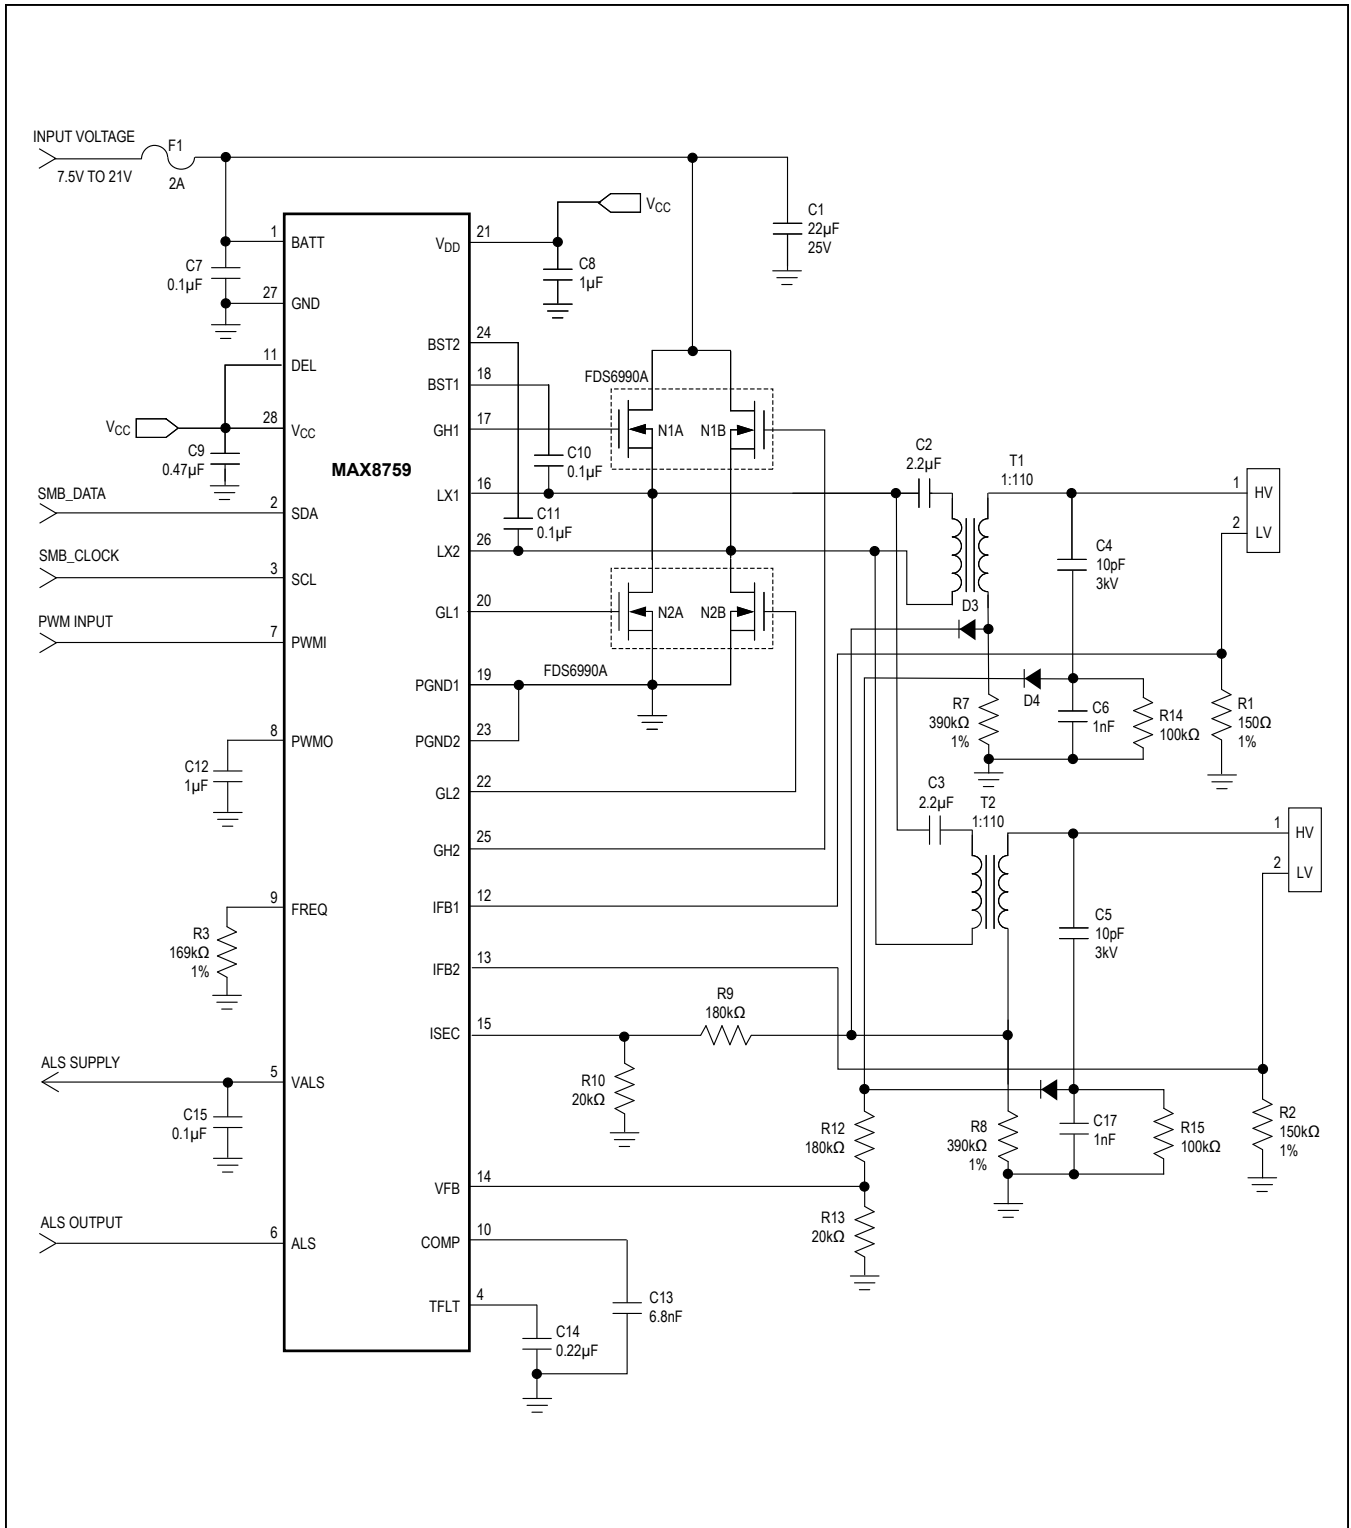 INPUT VOLTAGE
7.5V TO 21V
F1
2A
VCC
C1
22µF
25V
1
BATT
VDD
21
C7
0.1µF
C8
1µF
27
GND
BST2
24
11
DEL
BST1
18
FDS6990A
VCC
28
VCC
GH1
17
N1A
N1B
C9
0.47µF
MAX8759
C10
0.1µF
C2
2.2µF
T1
1:110
SMB_DATA
2
SDA
LX1
16
1
HV
C11
0.1µF
2
LV
SMB_CLOCK
3
SCL
LX2
26
C4
10pF
3kV
PWM INPUT
7
PWMI
GL1
20
N2A
N2B
D3
PGND1
19
FDS6990A
D4
R7
390kΩ
1%
C6
1nF
R14
100kΩ
R1
150Ω
1%
8
PWMO
PGND2
23
C12
1µF
GL2
22
C3
2.2µF
T2
1:110
1
HV
GH2
25
2
LV
9
FREQ
IFB1
12
R3
169kΩ
1%
C5
10pF
3kV
IFB2
13
R9
180kΩ
ISEC
15
ALS SUPPLY
5
VALS
R10
20kΩ
C15
0.1µF
R12
180kΩ
R8
390kΩ
1%
C17
1nF
R15
100kΩ
R2
150kΩ
1%
VFB
14
ALS OUTPUT
6
ALS
COMP
10
R13
20kΩ
TFLT
4
C13
6.8nF
C14
0.22µF